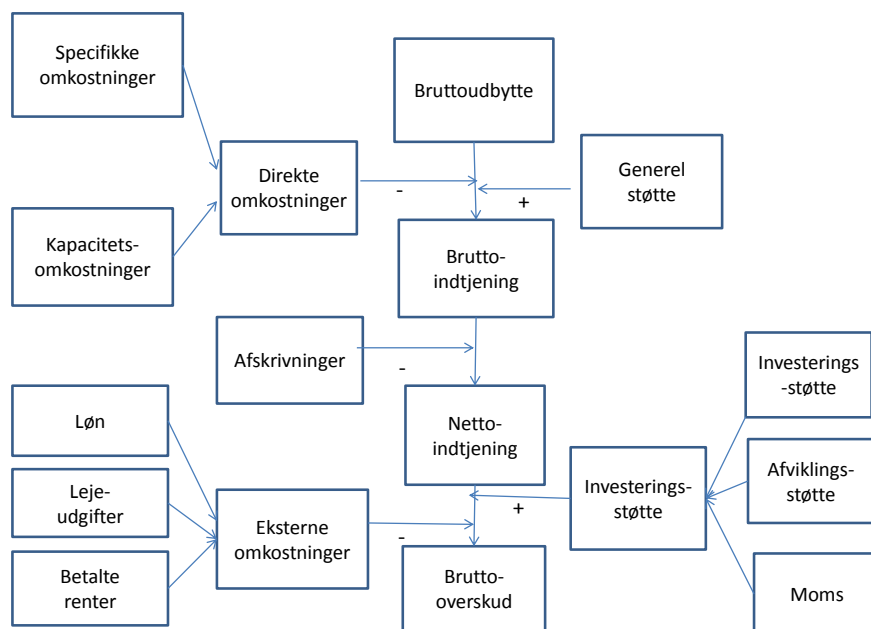 Specifikke
omkostninger
Bruttoudbytte
Direkte
omkostninger
Generel
støtte
-
+
Kapacitets-
omkostninger
Brutto-
indtjening
Afskrivninger
-
Investerings
-støtte
Løn
Netto-
indtjening
Leje-
udgifter
Eksterne
omkostninger
Investerings-
støtte
Afviklings-
støtte
+
-
Betalte
renter
Brutto-
overskud
Moms